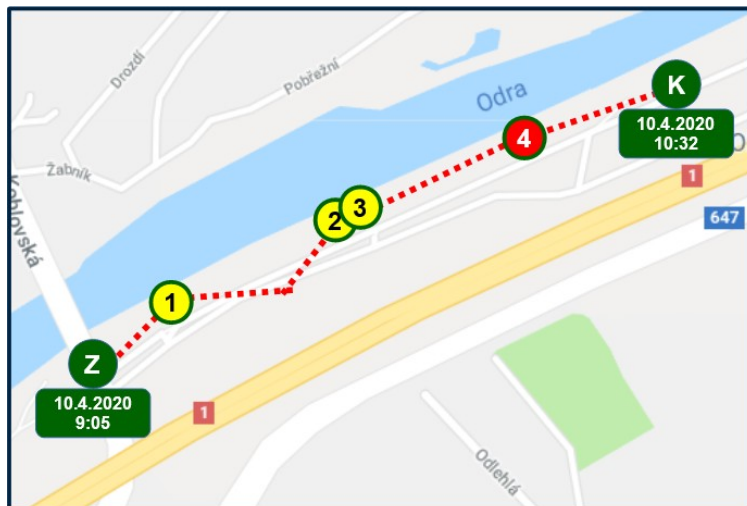 Drozdí
Pobřežní
Odra
K
10.4.2020
10:32
4
Žabník
1
3
2
647
1
Z
10.4.2020
9:05
1
Odlehlá